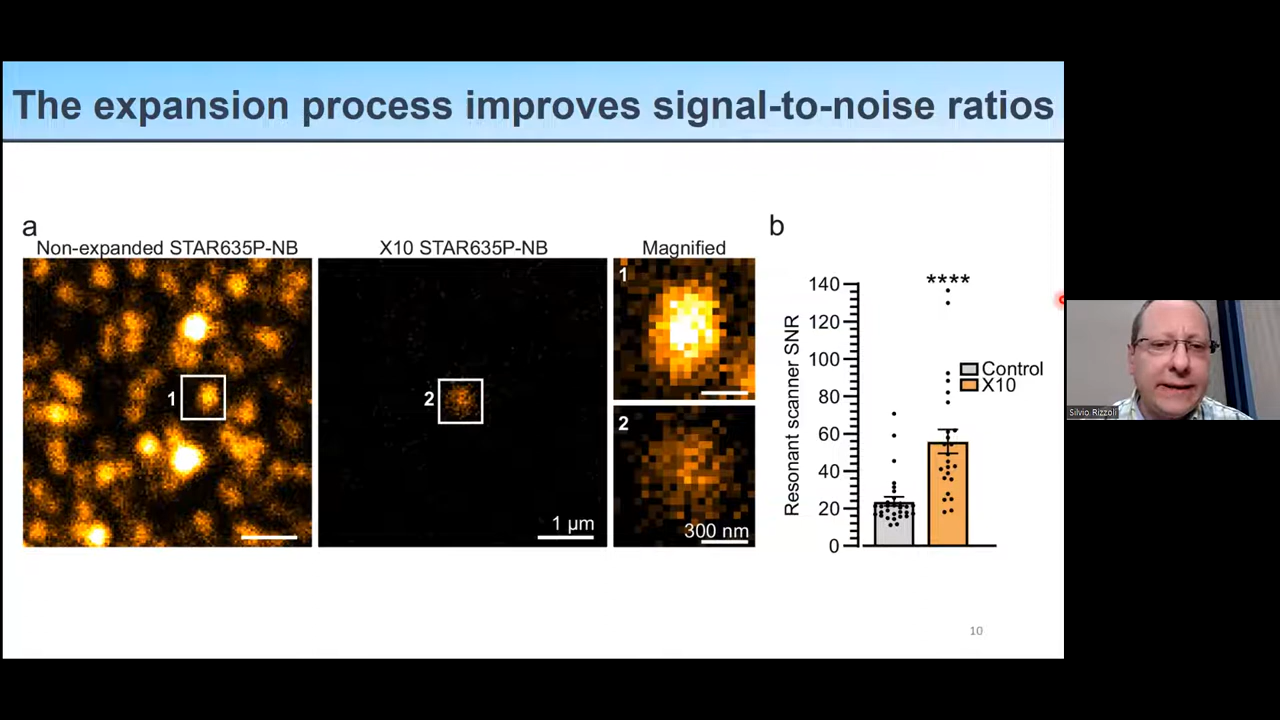 The expansion process improves signal-to-noise ratios
a
Non-expanded STAR635P-NB
X10 STAR635P-NB
Magnified
1
2
1
2
1 µm
300 nm
b
Resonant scanner SNR
140
120
100
80
60
40
20
0
****
Control
X10
10
Silvio Rizzoli